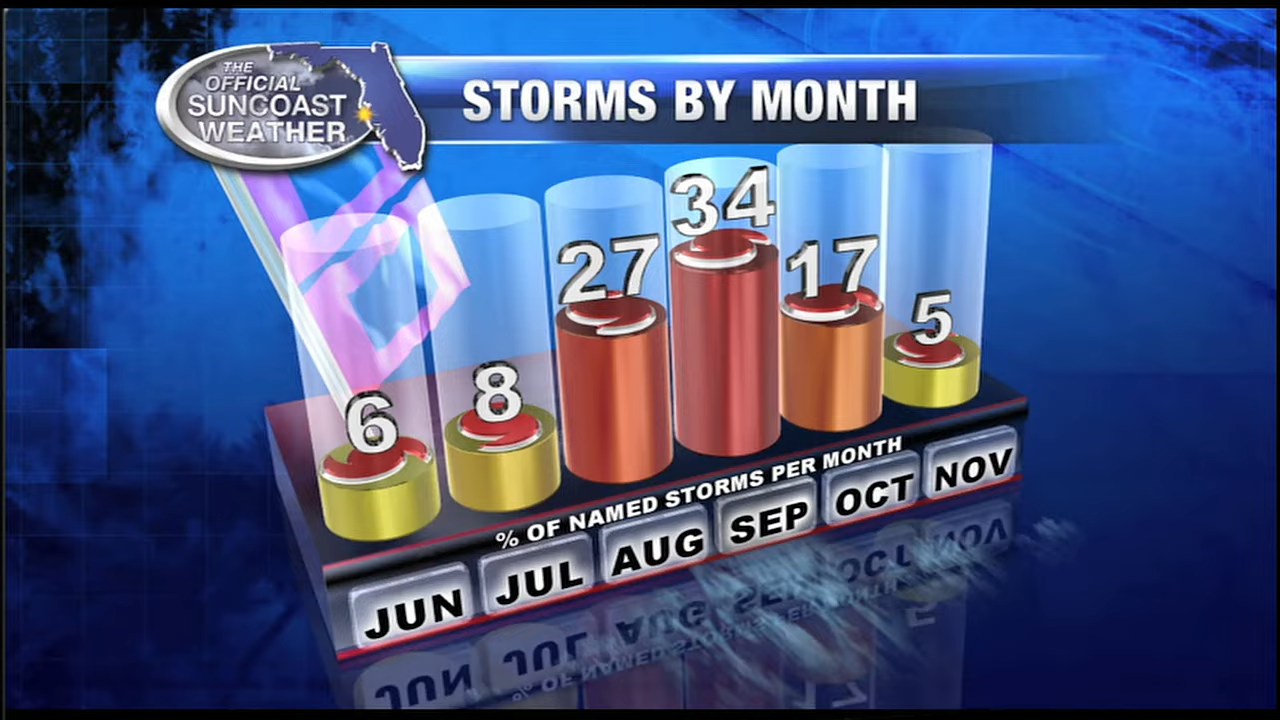 THE
OFFICIAL
SUNCOAST
WEATHER
STORMS BY MONTH
6
8
27
34
17
5
% OF NAMED STORMS PER MONTH
JUN
JUL
AUG
SEP
OCT
NOV